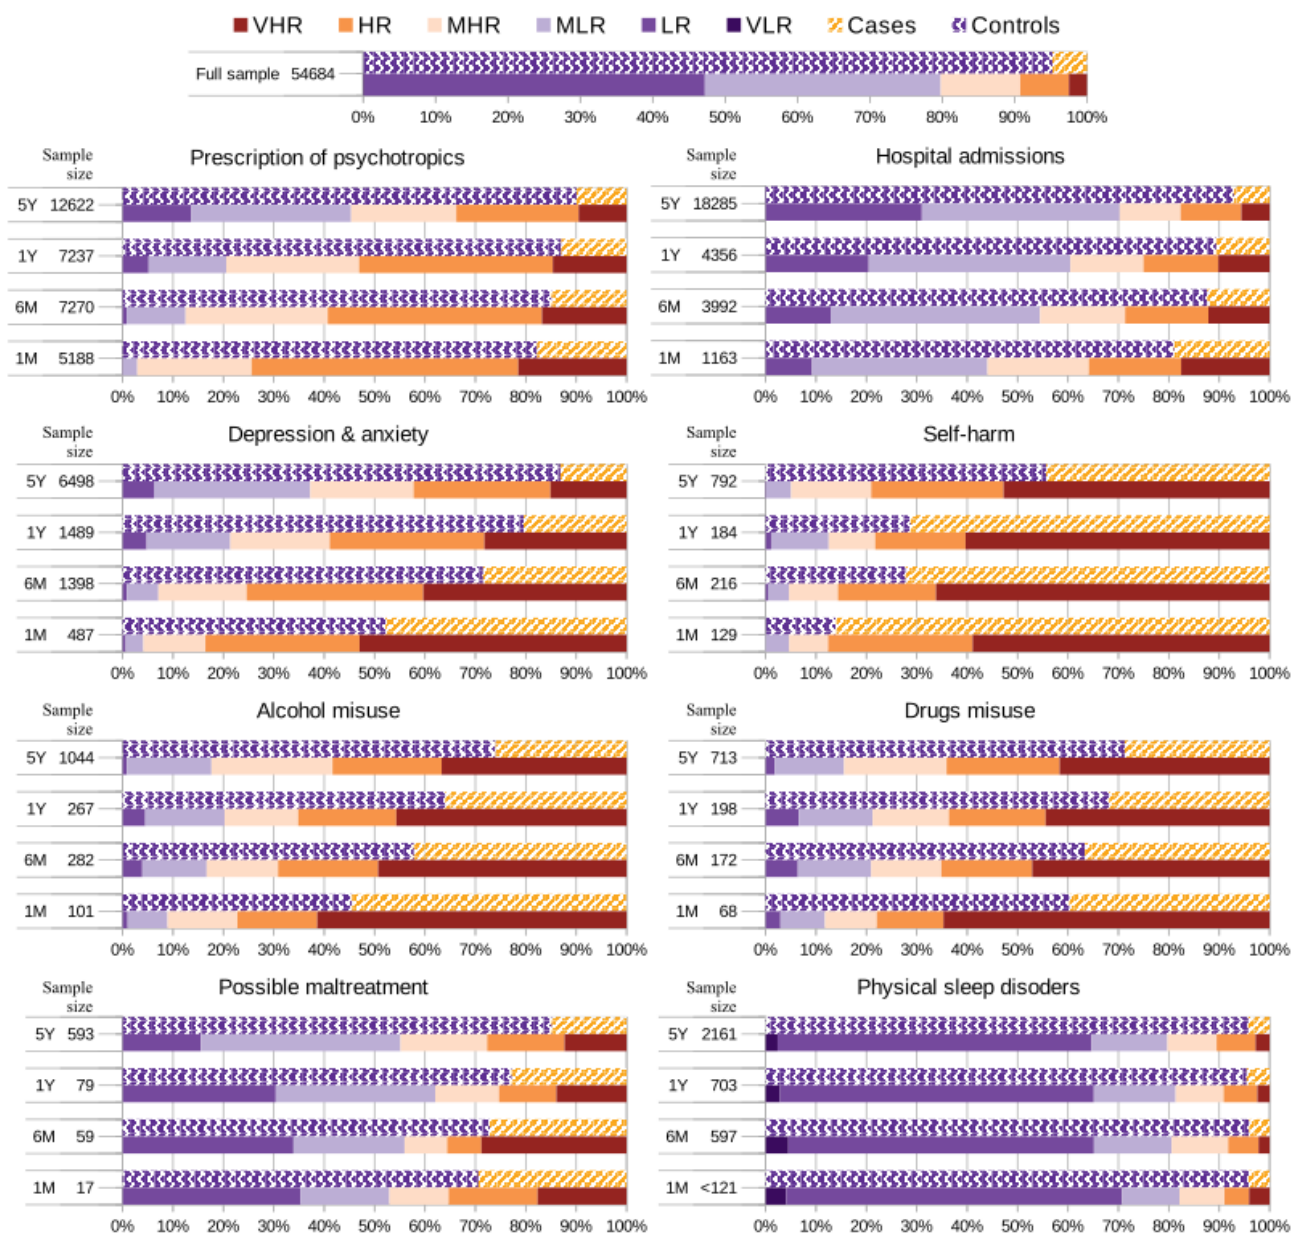 VHR HR MHR MLR LR VLR Cases Controls
Full sample 54684
0% 10% 20% 30% 40% 50% 60% 70% 80% 90% 100%
Sample size Prescription of psychotropics
5Y 12622
1Y 7237
6M 7270
1M 5188
0% 10% 20% 30% 40% 50% 60% 70% 80% 90% 100%
Sample size Hospital admissions
5Y 18285
1Y 4356
6M 3992
1M 1163
0% 10% 20% 30% 40% 50% 60% 70% 80% 90% 100%
Sample size Depression & anxiety
5Y 6498
1Y 1489
6M 1398
1M 487
0% 10% 20% 30% 40% 50% 60% 70% 80% 90% 100%
Sample size Self-harm
5Y 792
1Y 184
6M 216
1M 129
0% 10% 20% 30% 40% 50% 60% 70% 80% 90% 100%
Sample size Alcohol misuse
5Y 1044
1Y 267
6M 282
1M 101
0% 10% 20% 30% 40% 50% 60% 70% 80% 90% 100%
Sample size Drugs misuse
5Y 713
1Y 198
6M 172
1M 68
0% 10% 20% 30% 40% 50% 60% 70% 80% 90% 100%
Sample size Possible maltreatment
5Y 593
1Y 79
6M 59
1M 17
0% 10% 20% 30% 40% 50% 60% 70% 80% 90% 100%
Sample size Physical sleep disoders
5Y 2161
1Y 703
6M 597
1M <121
0% 10% 20% 30% 40% 50% 60% 70% 80% 90% 100%